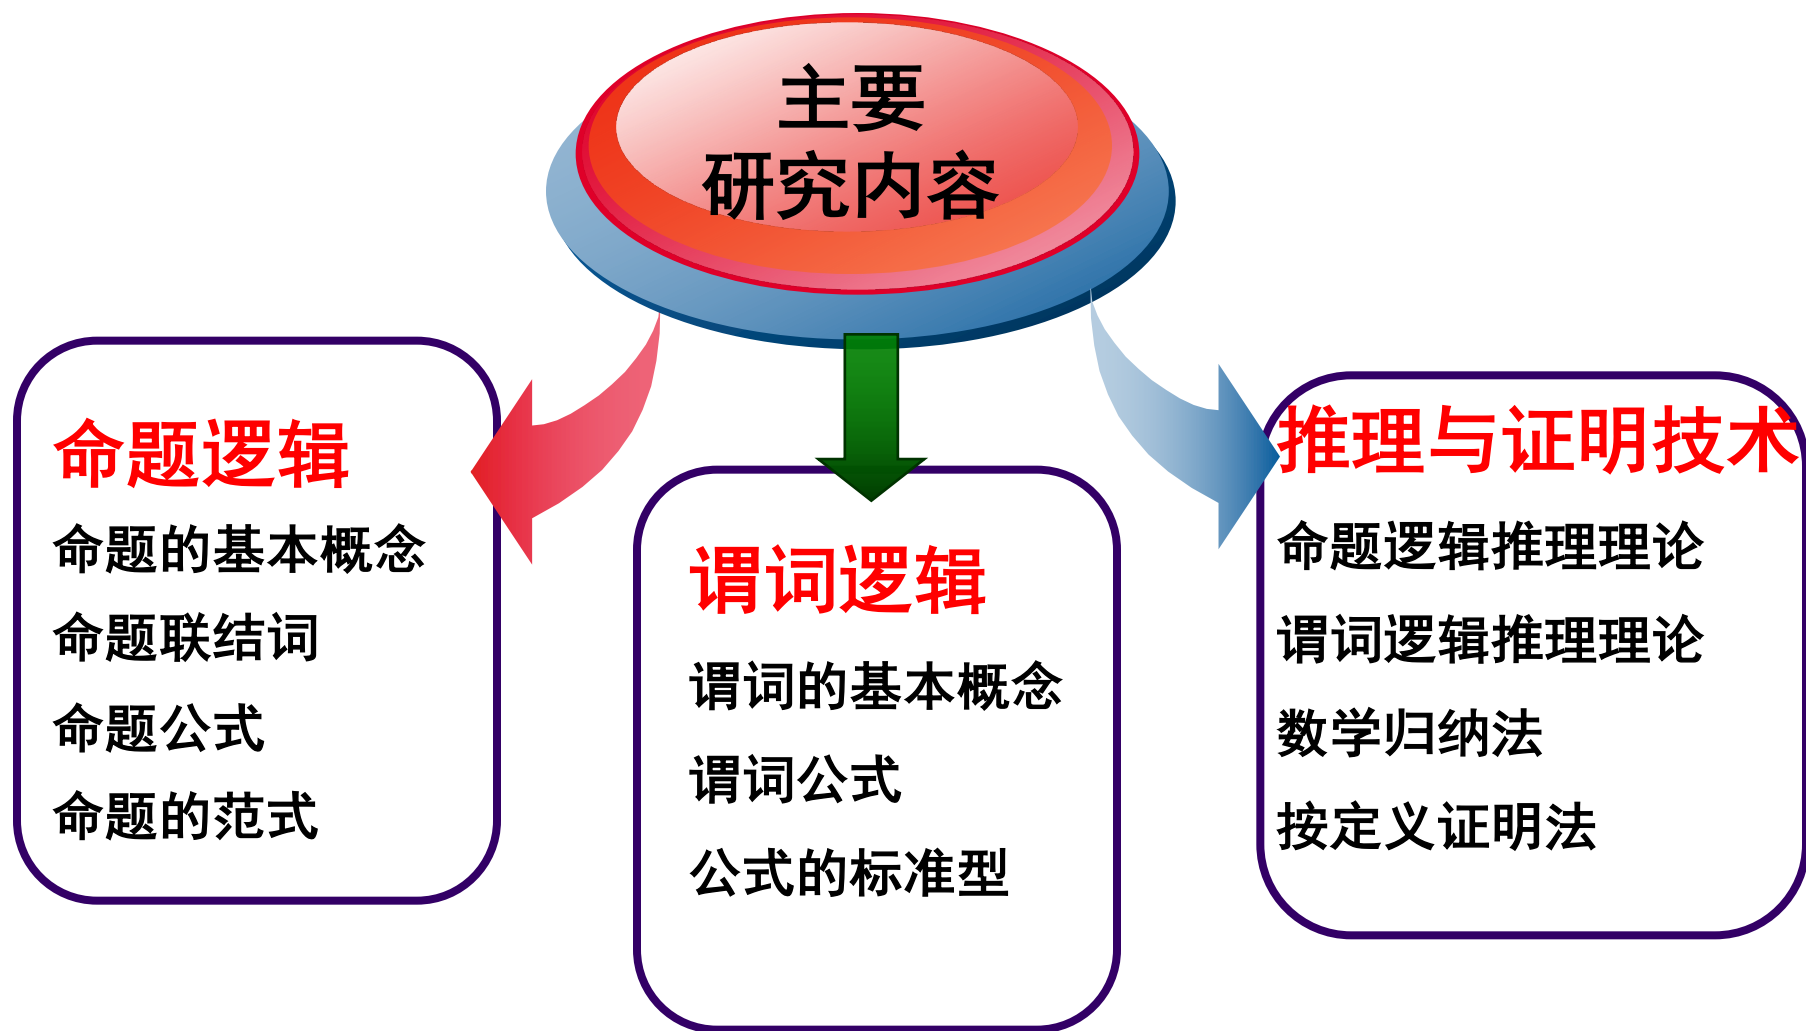 主要
研究内容
命题逻辑
命题的基本概念
命题联结词
命题公式
命题的范式
谓词逻辑
谓词的基本概念
谓词公式
公式的标准型
推理与证明技术
命题逻辑推理理论
谓词逻辑推理理论
数学归纳法
按定义证明法